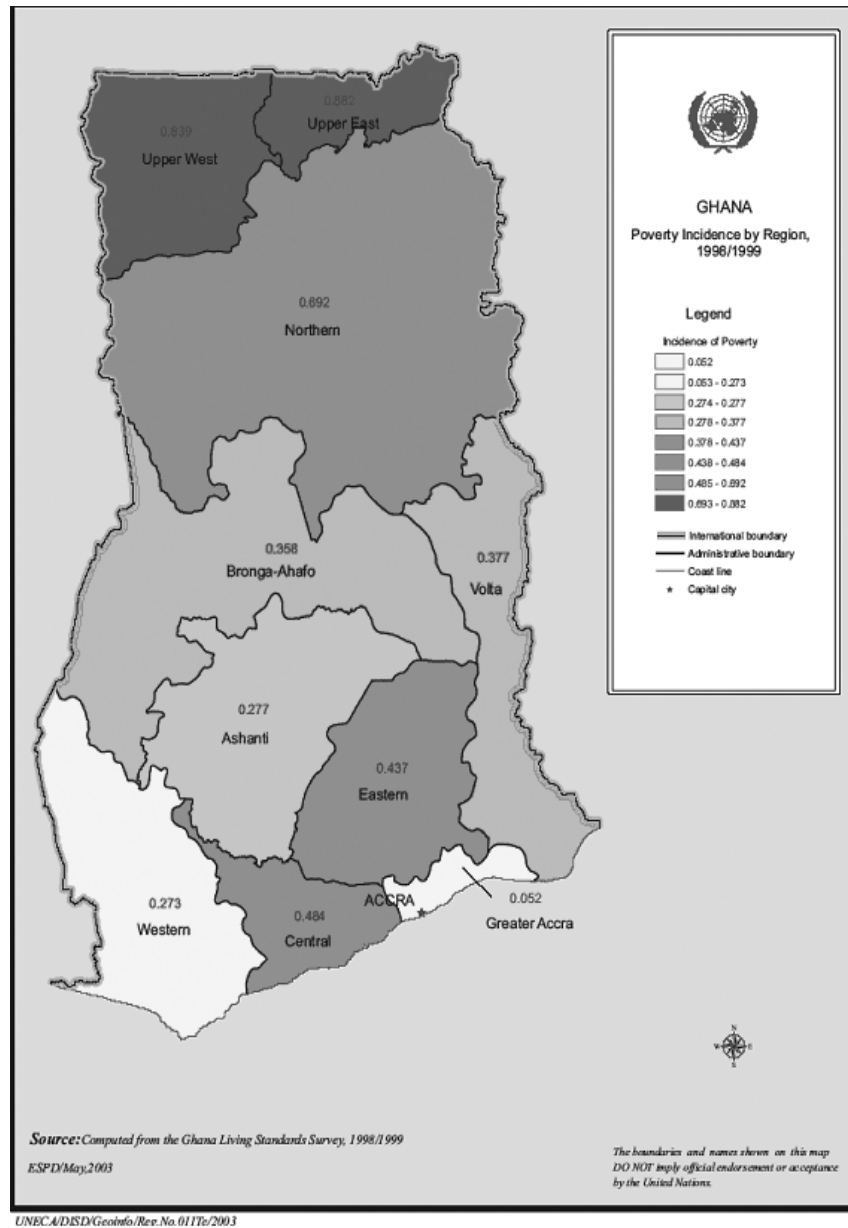 0.882
Upper East
0.839
Upper West
0.692
Northern
0.358
Bronga-Ahafo
0.377
Volta
0.277
Ashanti
0.437
Eastern
0.273
Western
0.484
Central
ACCRA
0.052
Greater Accra
GHANA
Poverty Incidence by Region,
1998/1999
Legend
Incidence of Poverty
0.052
0.053 - 0.273
0.274 - 0.277
0.278 - 0.377
0.378 - 0.437
0.438 - 0.484
0.485 - 0.692
0.693 - 0.882
International boundary
Administrative boundary
Coast line
Capital city
N
W E
S
Source: Computed from the Ghana Living Standards Survey, 1998/1999
ESPD/May,2003
The boundaries and names shown on this map
DO NOT imply official endorsement or acceptance
by the United Nations.
UNECA/DISD/Geoinfo/Reg.No.011Te/2003